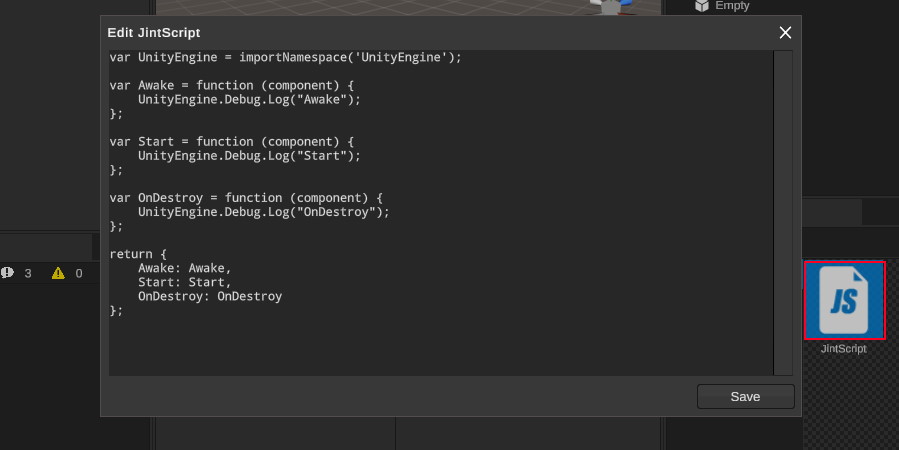 Empty
Edit JintScript
var UnityEngine = importNamespace('UnityEngine');
var Awake = function (component) {
    UnityEngine.Debug.Log("Awake");
};
var Start = function (component) {
    UnityEngine.Debug.Log("Start");
};
var OnDestroy = function (component) {
    UnityEngine.Debug.Log("OnDestroy");
};
return {
    Awake: Awake,
    Start: Start,
    OnDestroy: OnDestroy
};
3 0
JS
JintScript
Save